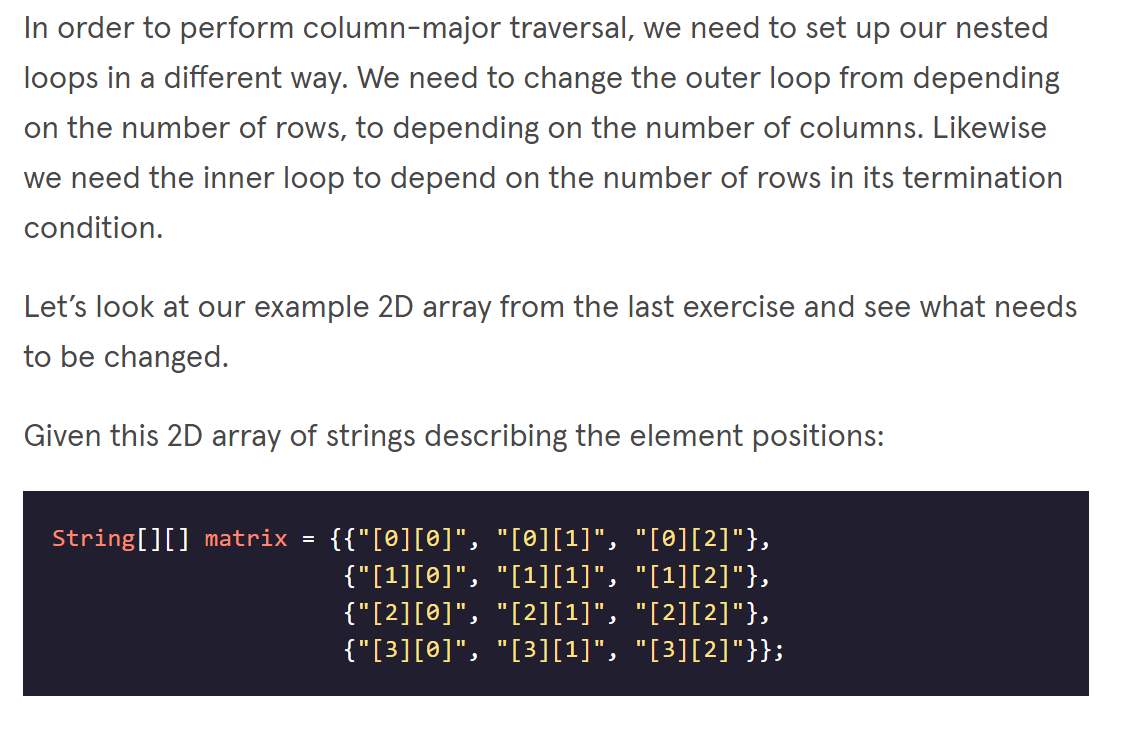 In order to perform column-major traversal, we need to set up our nested
loops in a different way. We need to change the outer loop from depending
on the number of rows, to depending on the number of columns. Likewise
we need the inner loop to depend on the number of rows in its termination
condition.
Let’s look at our example 2D array from the last exercise and see what needs
to be changed.
Given this 2D array of strings describing the element positions:
String[][] matrix = {{"[0][0]", "[0][1]", "[0][2]"},
                     {"[1][0]", "[1][1]", "[1][2]"},
                     {"[2][0]", "[2][1]", "[2][2]"},
                     {"[3][0]", "[3][1]", "[3][2]"}};